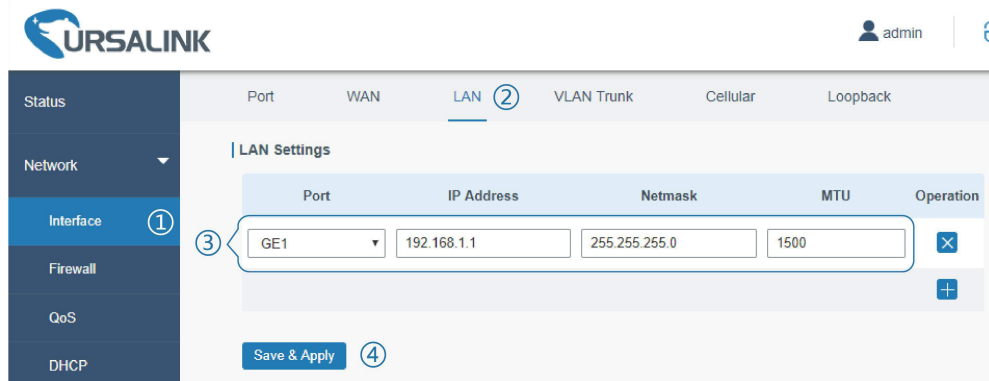 URSALINK
admin
Status
Port WAN LAN ② VLAN Trunk Cellular Loopback
LAN Settings
Network
Port IP Address Netmask MTU Operation
Interface ①
③ GE1 192.168.1.1 255.255.255.0 1500
Firewall
QoS
Save & Apply ④
DHCP